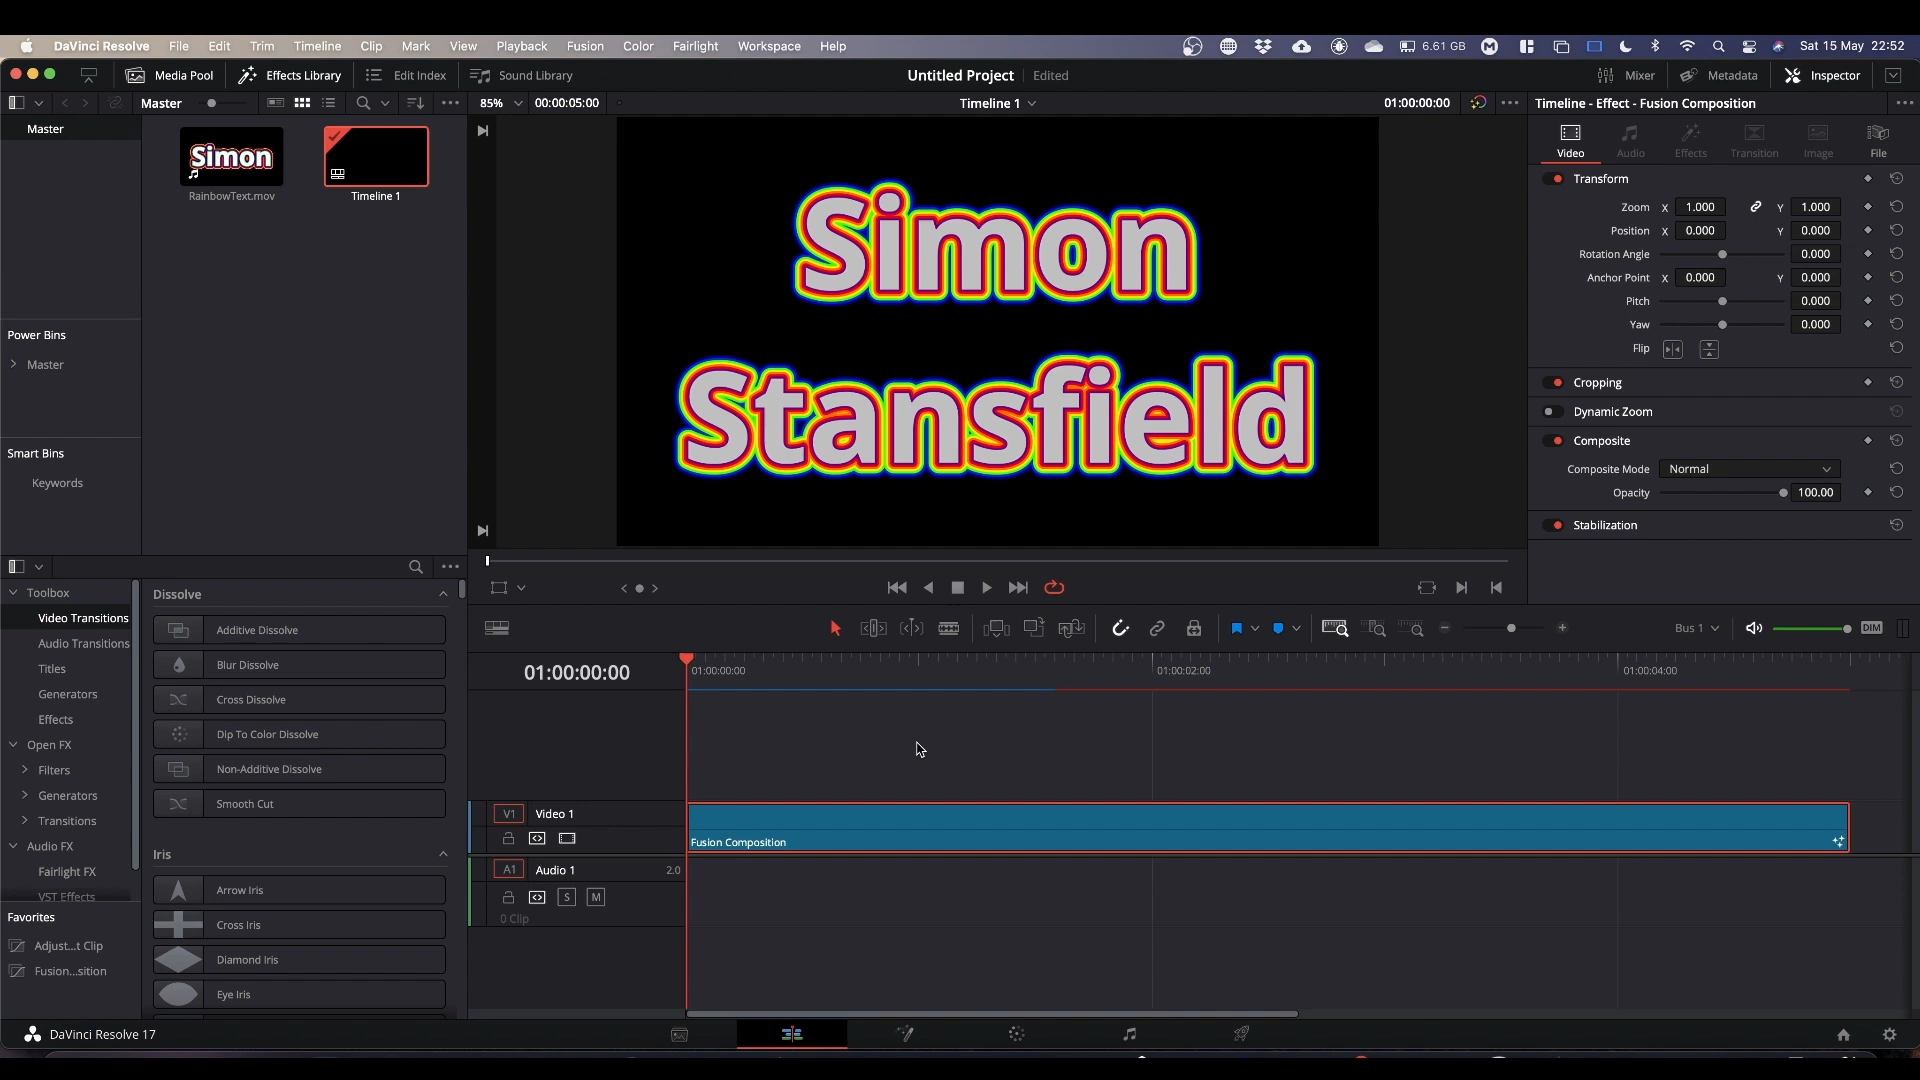 DaVinci Resolve File Edit Trim Timeline Clip Mark View Playback Fusion Color Fairlight Workspace Help 6.61 GB Sat 15 May 22:52
Media Pool Effects Library Edit Index Sound Library Untitled Project Edited Mixer Metadata Inspector
Master 85% 00:00:05:00 Timeline 1 01:00:00:00 Timeline - Effect - Fusion Composition
Master
Simon
RainbowText.mov
Timeline 1
Power Bins
Master
Smart Bins
Keywords
Simon
Stansfield
Video Audio Effects Transition Image File
Transform
Zoom X 1.000 Y 1.000
Position X 0.000 Y 0.000
Rotation Angle 0.000
Anchor Point X 0.000 Y 0.000
Pitch 0.000
Yaw 0.000
Flip
Cropping
Dynamic Zoom
Composite
Composite Mode Normal
Opacity 100.00
Stabilization
Toolbox
Video Transitions
Audio Transitions
Titles
Generators
Effects
Open FX
Filters
Generators
Transitions
Audio FX
Fairlight FX
VST Effects
Favorites
Adjust...t Clip
Fusion...sition
Dissolve
Additive Dissolve
Blur Dissolve
Cross Dissolve
Dip To Color Dissolve
Non-Additive Dissolve
Smooth Cut
Iris
Arrow Iris
Cross Iris
Diamond Iris
Eye Iris
Bus 1 DIM
01:00:00:00 01:00:00:00 01:00:02:00 01:00:04:00
V1 Video 1
Fusion Composition
A1 Audio 1 2.0
S M
0 Clip
DaVinci Resolve 17